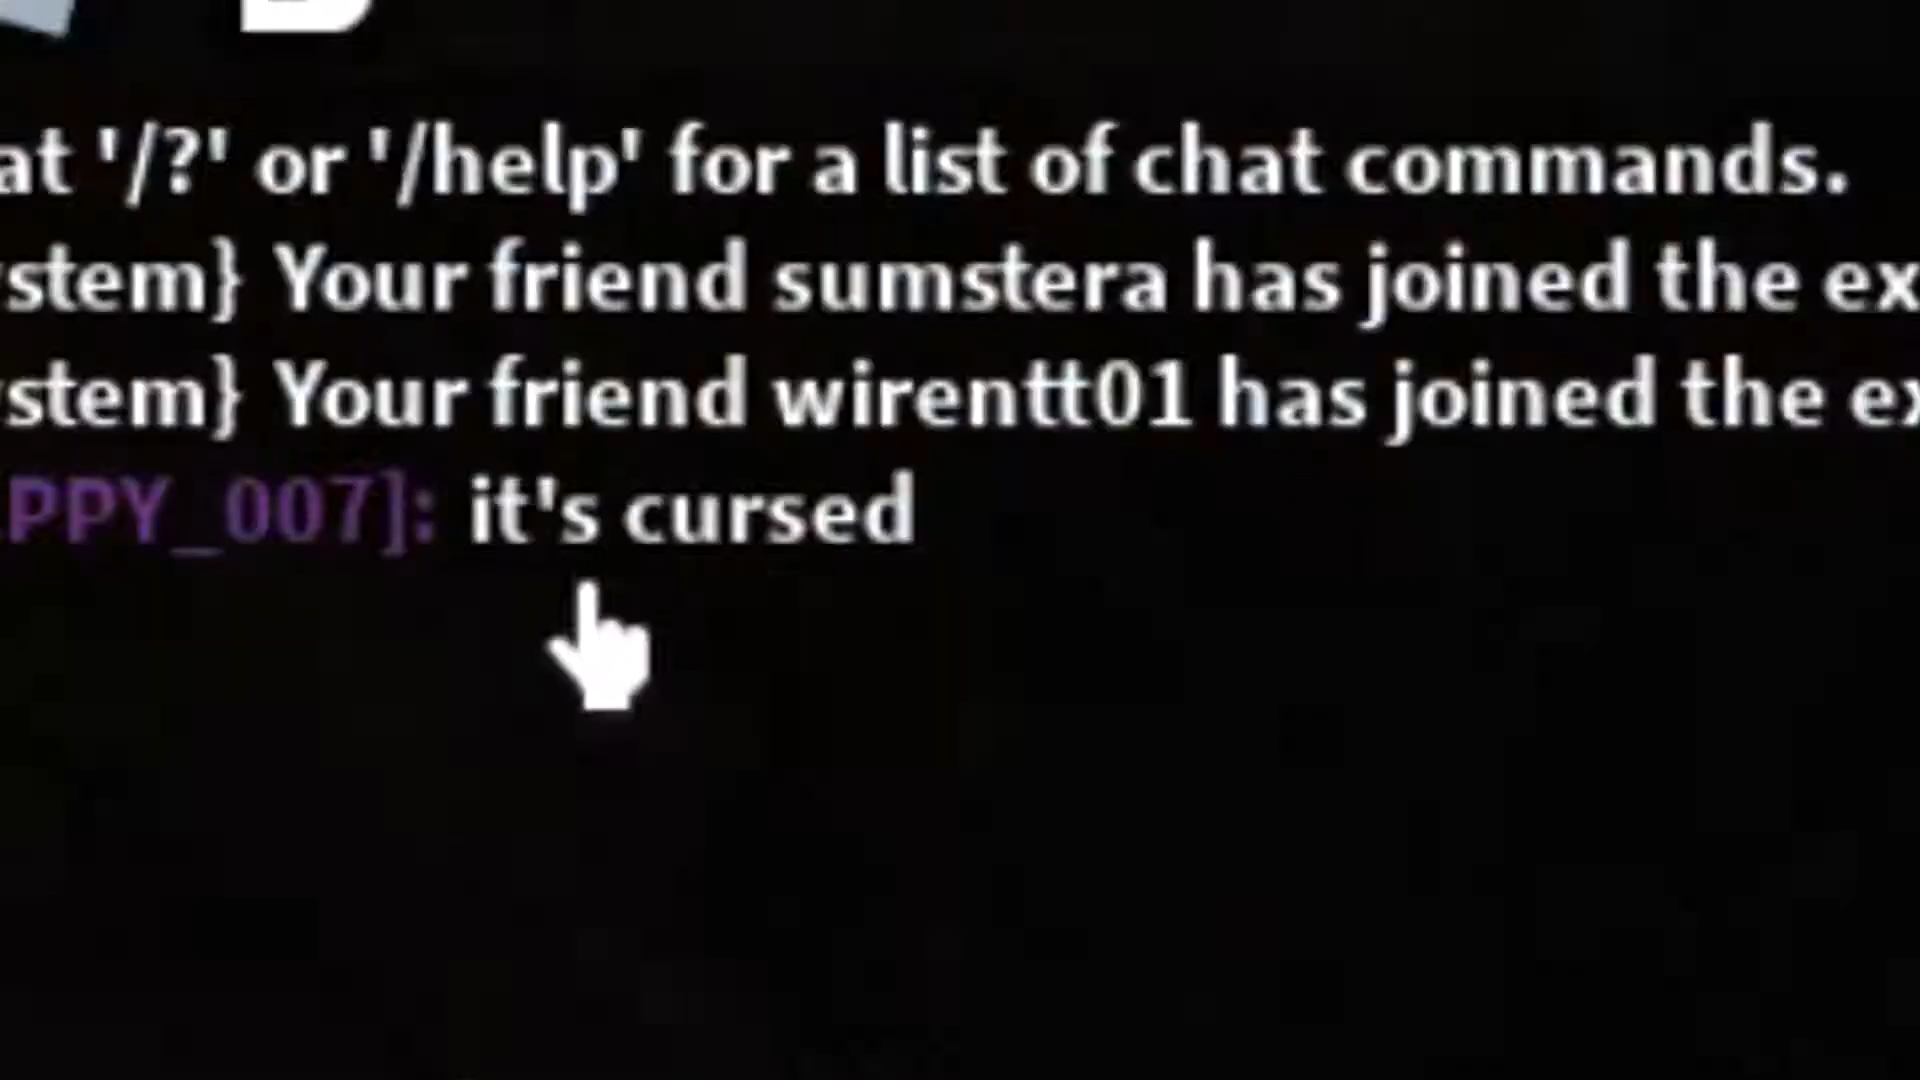 at '/?' or '/help' for a list of chat commands.
stem} Your friend sumstera has joined the ex
stem} Your friend wirentt01 has joined the ex
PPY_007]: it's cursed